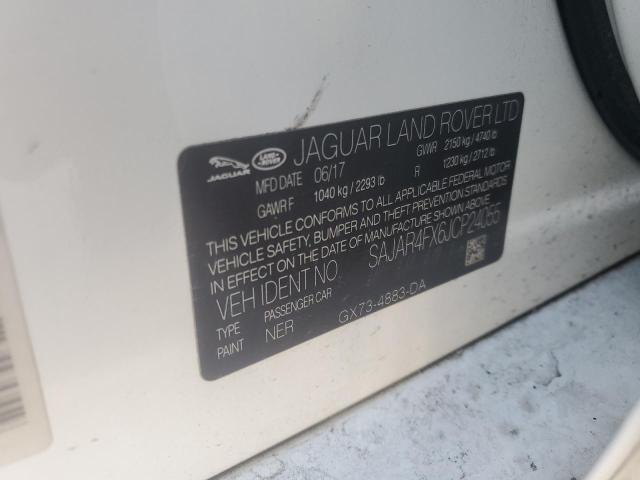 JAGUAR LAND-ROVER JAGUAR LAND ROVER LTD
MFD DATE 06/17 GVWR 2150 kg / 4740 lb
GAWR F 1040 kg / 2293 lb R 1230 kg / 2712 lb
THIS VEHICLE CONFORMS TO ALL APPLICABLE FEDERAL MOTOR
VEHICLE SAFETY, BUMPER AND THEFT PREVENTION STANDARDS
IN EFFECT ON THE DATE OF MANUFACTURE SHOWN ABOVE.
VEH IDENT NO. SAJAR4FX6JCP24055
TYPE PASSENGER CAR
PAINT NER GX73-4883-DA